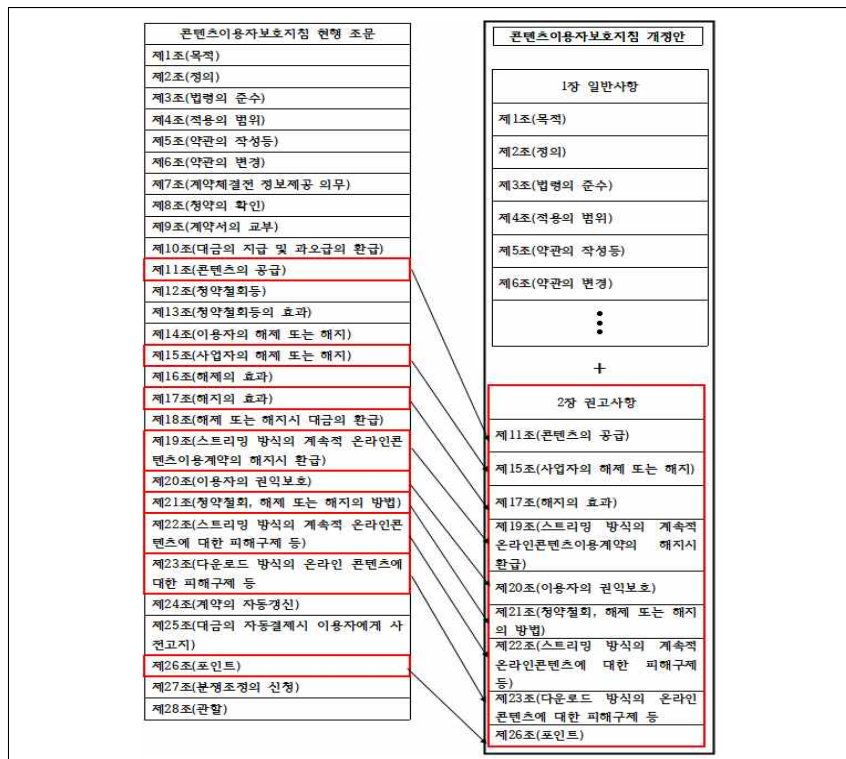 콘텐츠이용자보호지침 현행 조문
제1조(목적)
제2조(정의)
제3조(법령의 준수)
제4조(적용의 범위)
제5조(약관의 작성등)
제6조(약관의 변경)
제7조(계약체결전 정보제공 의무)
제8조(청약의 확인)
제9조(계약서의 교부)
제10조(대금의 지급 및 과오급의 환급)
제11조(콘텐츠의 공급)
제12조(청약철회등)
제13조(청약철회등의 효과)
제14조(이용자의 해제 또는 해지)
제15조(사업자의 해제 또는 해지)
제16조(해제의 효과)
제17조(해지의 효과)
제18조(해제 또는 해지시 대금의 환급)
제19조(스트리밍 방식의 계속적 온라인콘
텐츠이용계약의 해지시 환급)
제20조(이용자의 권익보호)
제21조(청약철회, 해제 또는 해지의 방법)
제22조(스트리밍 방식의 계속적 온라인콘
텐츠에 대한 피해구제 등)
제23조(다운로드 방식의 온라인 콘텐츠에
대한 피해구제 등
제24조(계약의 자동갱신)
제25조(대금의 자동결제시 이용자에게 사
전고지)
제26조(포인트)
제27조(분쟁조정의 신청)
제28조(관할)
콘텐츠이용자보호지침 개정안
1장 일반사항
제1조(목적)
제2조(정의)
제3조(법령의 준수)
제4조(적용의 범위)
제5조(약관의 작성등)
제6조(약관의 변경)
+
2장 권고사항
제11조(콘텐츠의 공급)
제15조(사업자의 해제 또는 해지)
제17조(해지의 효과)
제19조(스트리밍 방식의 계속적
온라인콘텐츠이용계약의 해지시
환급)
제20조(이용자의 권익보호)
제21조(청약철회, 해제 또는 해지
의 방법)
제22조(스트리밍 방식의 계속적
온라인콘텐츠에 대한 피해구제
등)
제23조(다운로드 방식의 온라인
콘텐츠에 대한 피해구제 등
제26조(포인트)